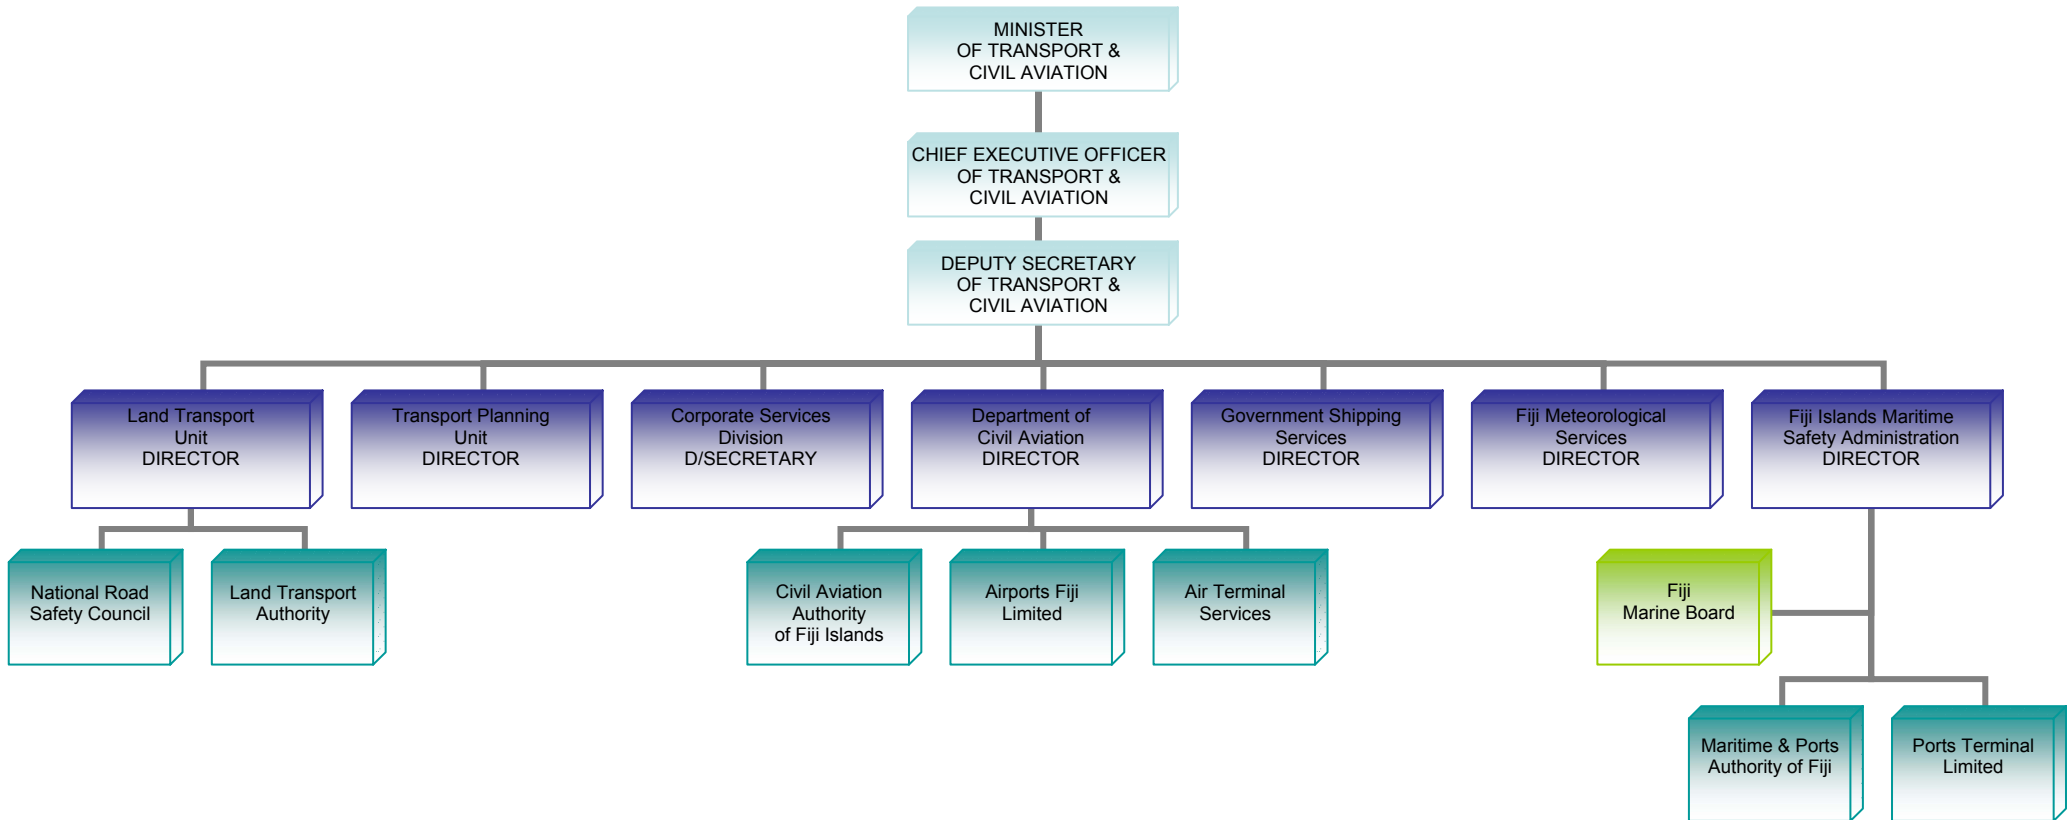 MINISTER
OF TRANSPORT &
CIVIL AVIATION
CHIEF EXECUTIVE OFFICER
OF TRANSPORT &
CIVIL AVIATION
DEPUTY SECRETARY
OF TRANSPORT &
CIVIL AVIATION
Land Transport
Unit
DIRECTOR
Transport Planning
Unit
DIRECTOR
Corporate Services
Division
D/SECRETARY
Department of
Civil Aviation
DIRECTOR
Government Shipping
Services
DIRECTOR
Fiji Meteorological
Services
DIRECTOR
Fiji Islands Maritime
Safety Administration
DIRECTOR
National Road
Safety Council
Land Transport
Authority
Civil Aviation
Authority
of Fiji Islands
Airports Fiji
Limited
Air Terminal
Services
Fiji
Marine Board
Maritime & Ports
Authority of Fiji
Ports Terminal
Limited